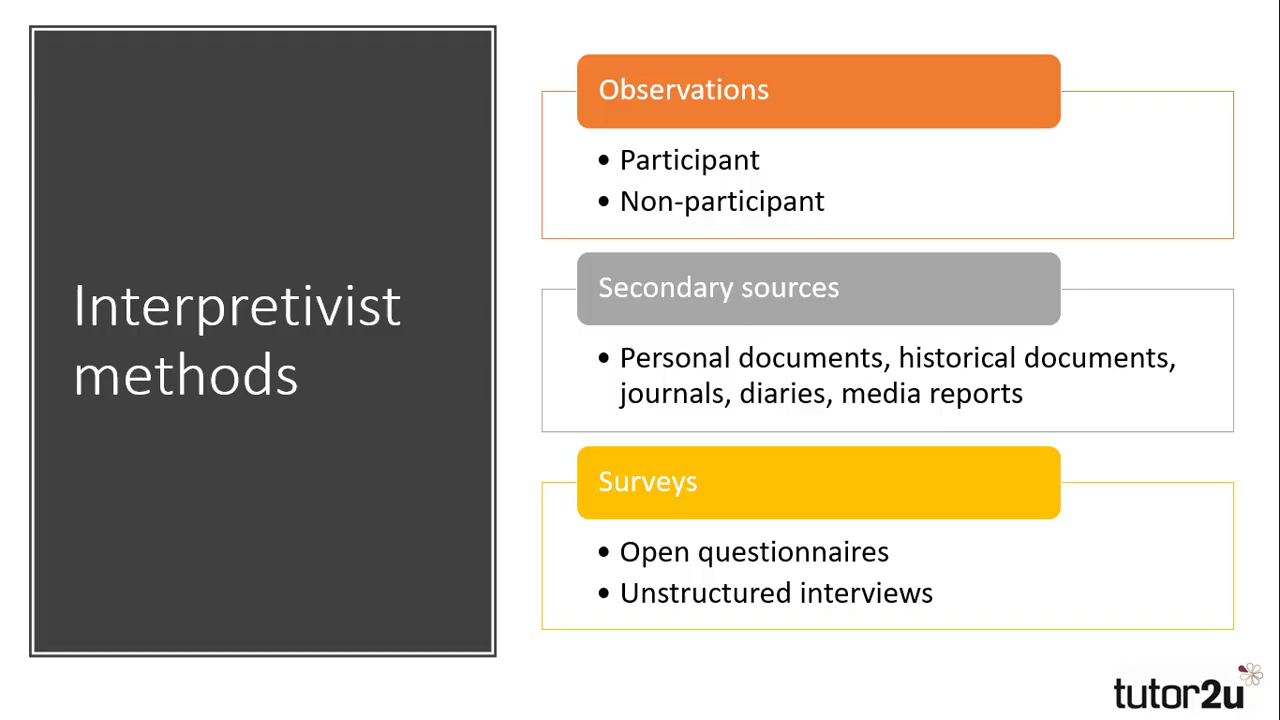 Interpretivist
methods
Observations
• Participant
• Non-participant
Secondary sources
• Personal documents, historical documents,
journals, diaries, media reports
Surveys
• Open questionnaires
• Unstructured interviews
tutor2u